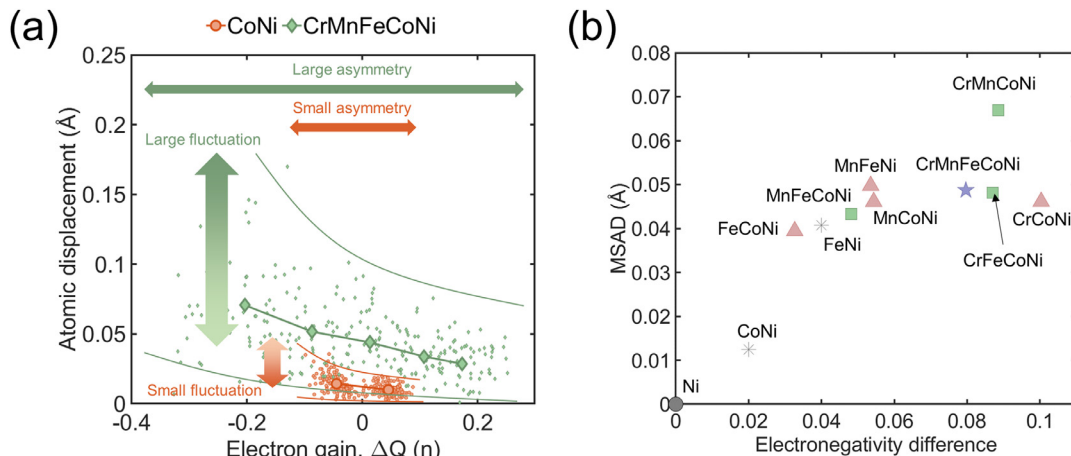 (a)
CoNi CrMnFeCoNi
0.25
0.2
0.15
0.1
0.05
0
Atomic displacement (Å)
Large asymmetry
Small asymmetry
Large fluctuation
Small fluctuation
-0.4 -0.2 0 0.2
Electron gain, ΔQ (n)
(b)
0.08
0.07
0.06
0.05
0.04
0.03
0.02
0.01
0
MSAD (Å)
CrMnCoNi
MnFeNi CrMnFeCoNi
MnFeCoNi
MnCoNi
CrCoNi
FeCoNi
FeNi
CrFeCoNi
CoNi
Ni
0 0.02 0.04 0.06 0.08 0.1
Electronegativity difference